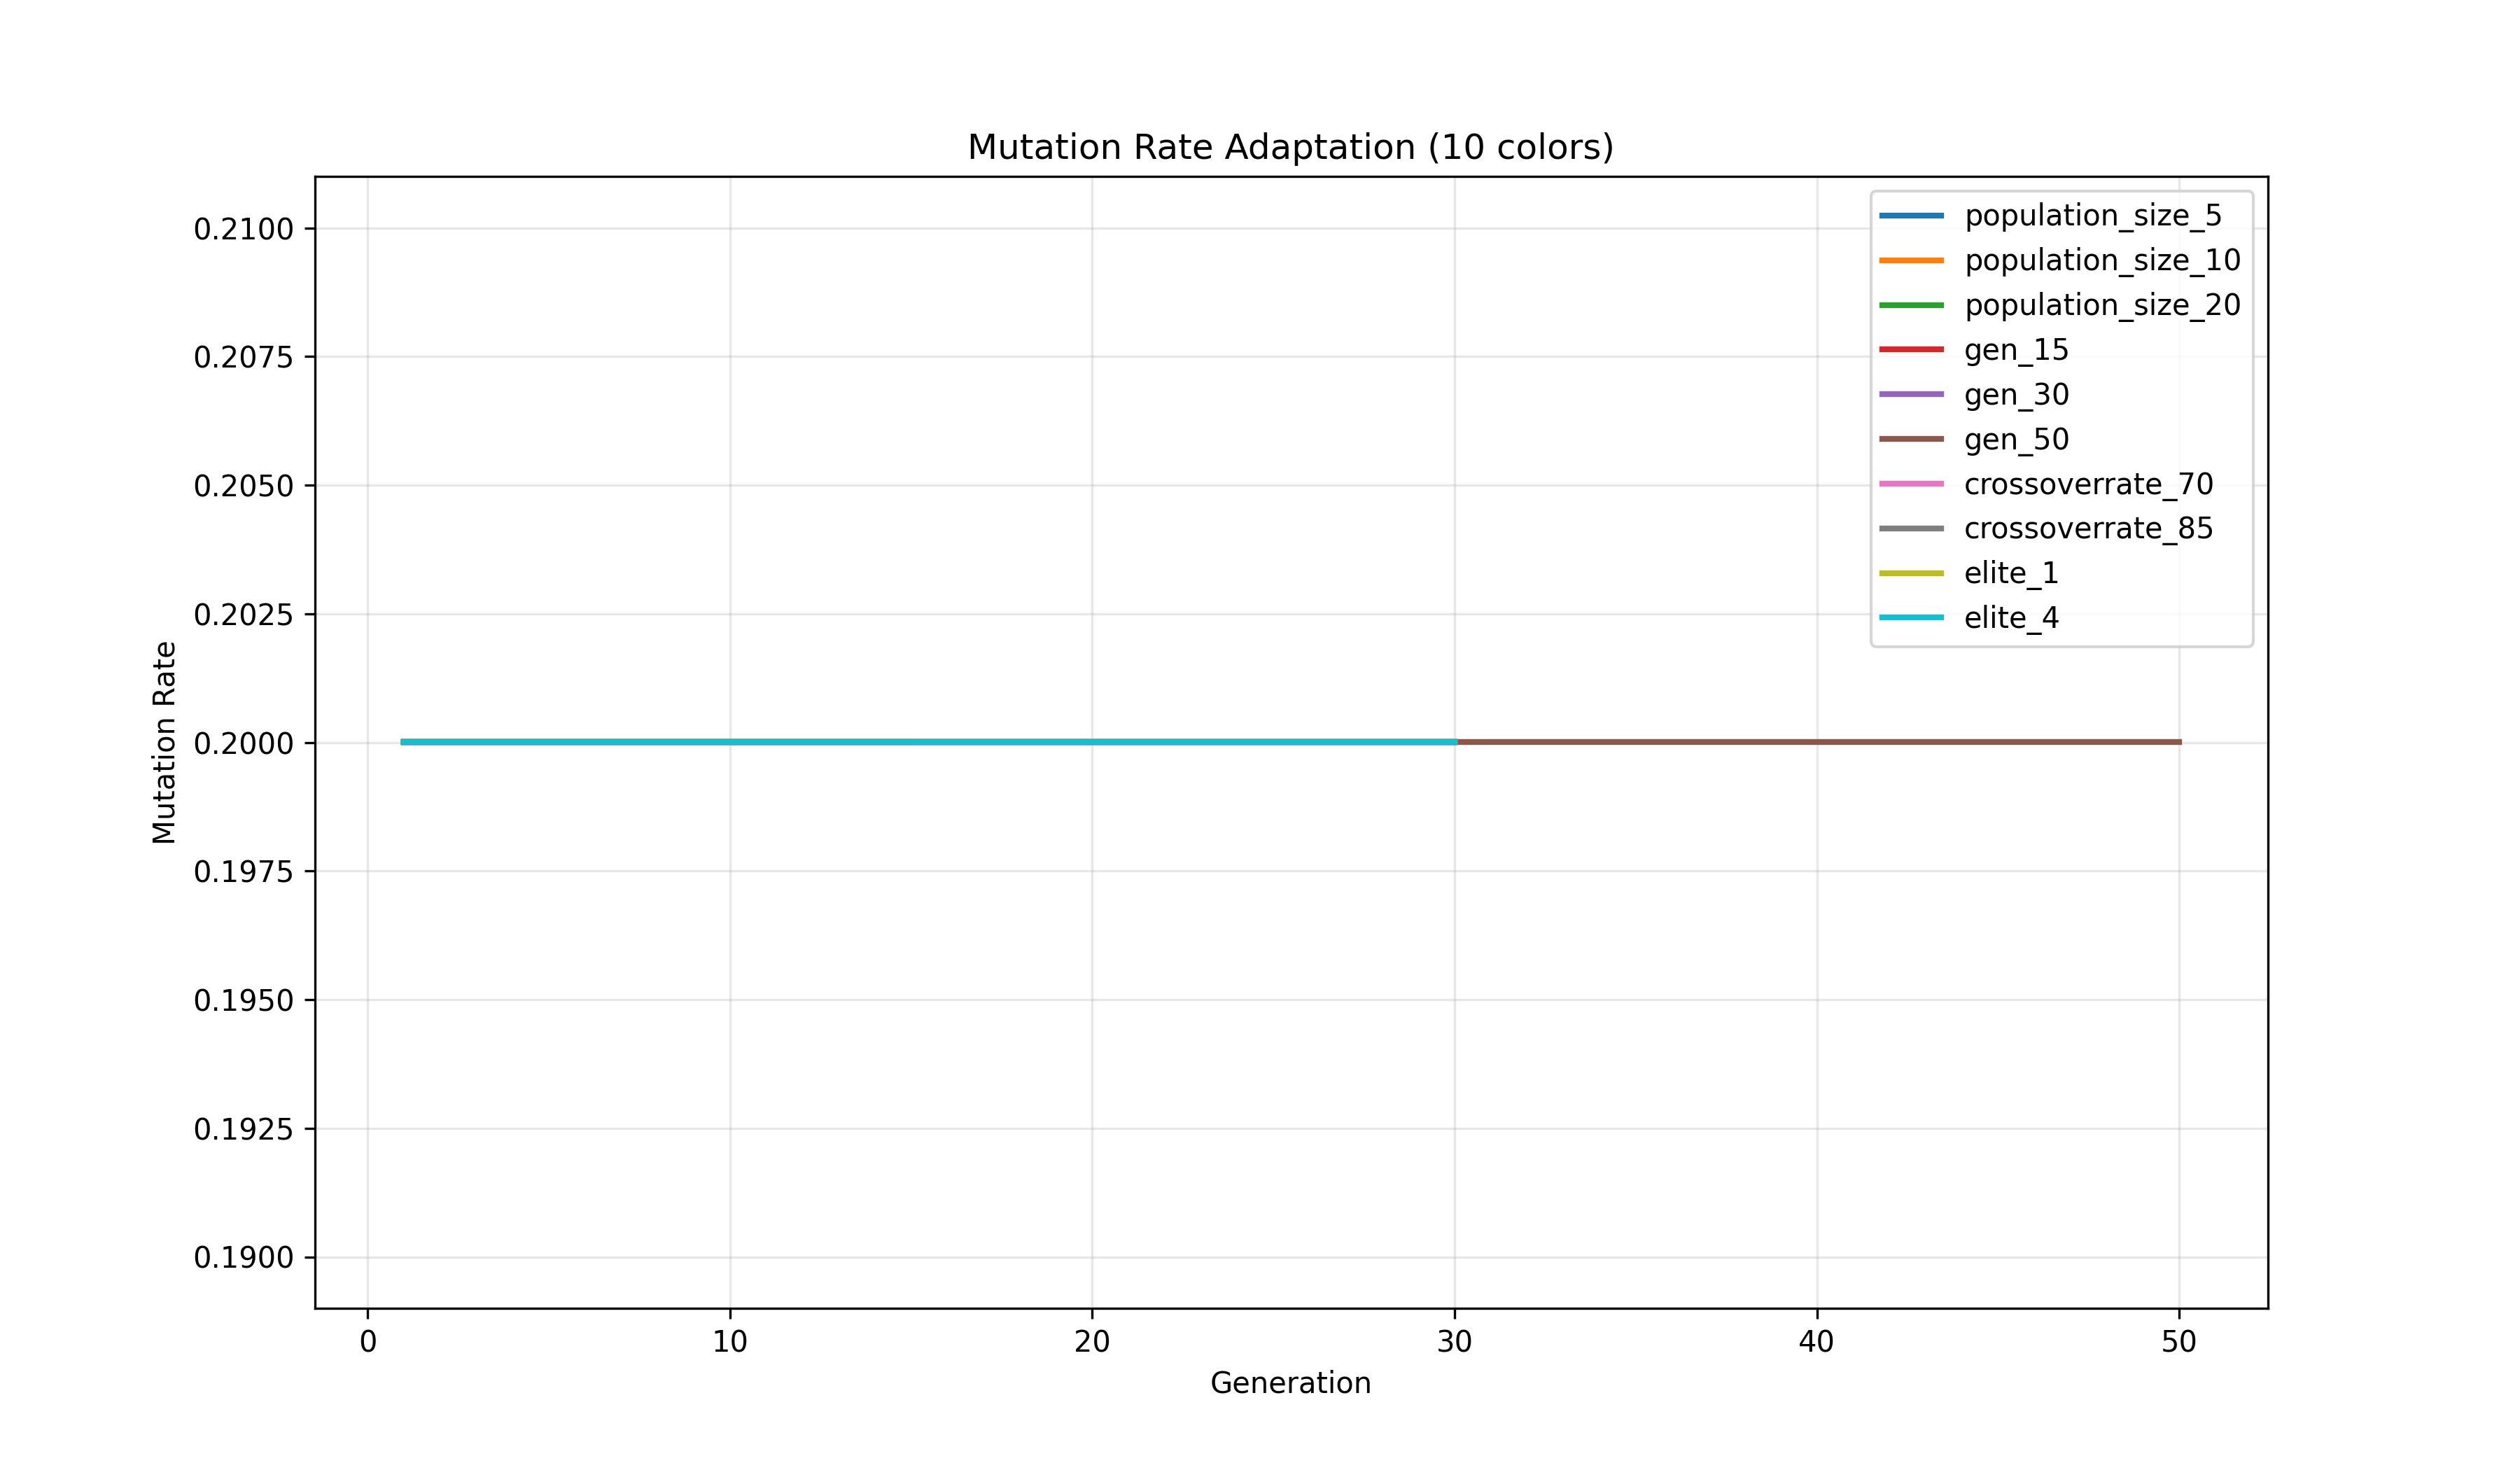 Mutation Rate Adaptation (10 colors)
Mutation Rate
0.2100
0.2075
0.2050
0.2025
0.2000
0.1975
0.1950
0.1925
0.1900
population_size_5
population_size_10
population_size_20
gen_15
gen_30
gen_50
crossoverrate_70
crossoverrate_85
elite_1
elite_4
0 10 20 30 40 50
Generation